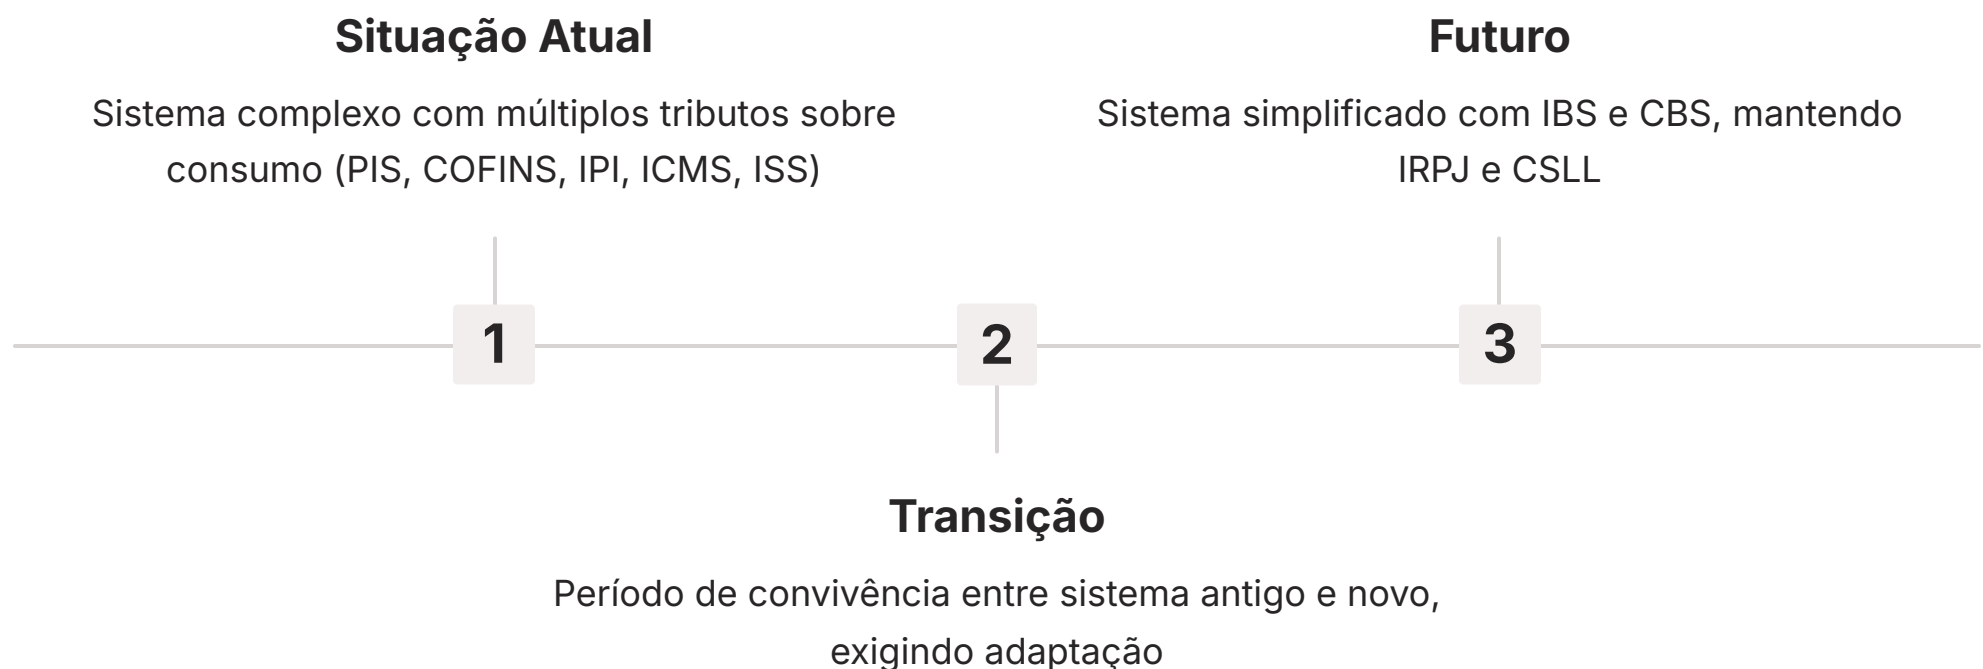 Situação Atual
Sistema complexo com múltiplos tributos sobre
consumo (PIS, COFINS, IPI, ICMS, ISS)
Futuro
Sistema simplificado com IBS e CBS, mantendo
IRPJ e CSLL
1
2
3
Transição
Período de convivência entre sistema antigo e novo,
exigindo adaptação